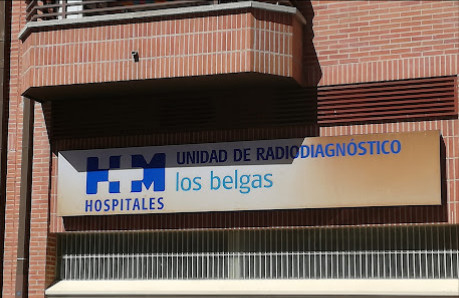 HM
HOSPITALES
UNIDAD DE RADIODIAGNÓSTICO
los belgas